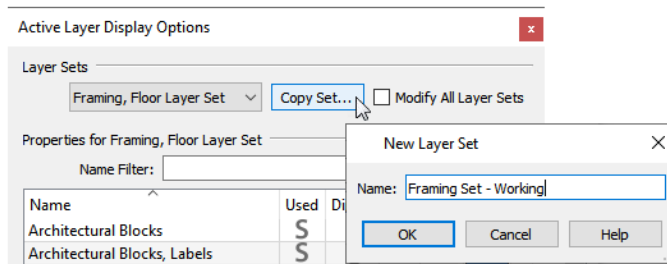 Active Layer Display Options
x
Layer Sets
Framing, Floor Layer Set
Copy Set...
Modify All Layer Sets
Properties for Framing, Floor Layer Set
Name Filter:
Name Used Di
Architectural Blocks S
Architectural Blocks, Labels S
New Layer Set
Name: Framing Set - Working
OK Cancel Help